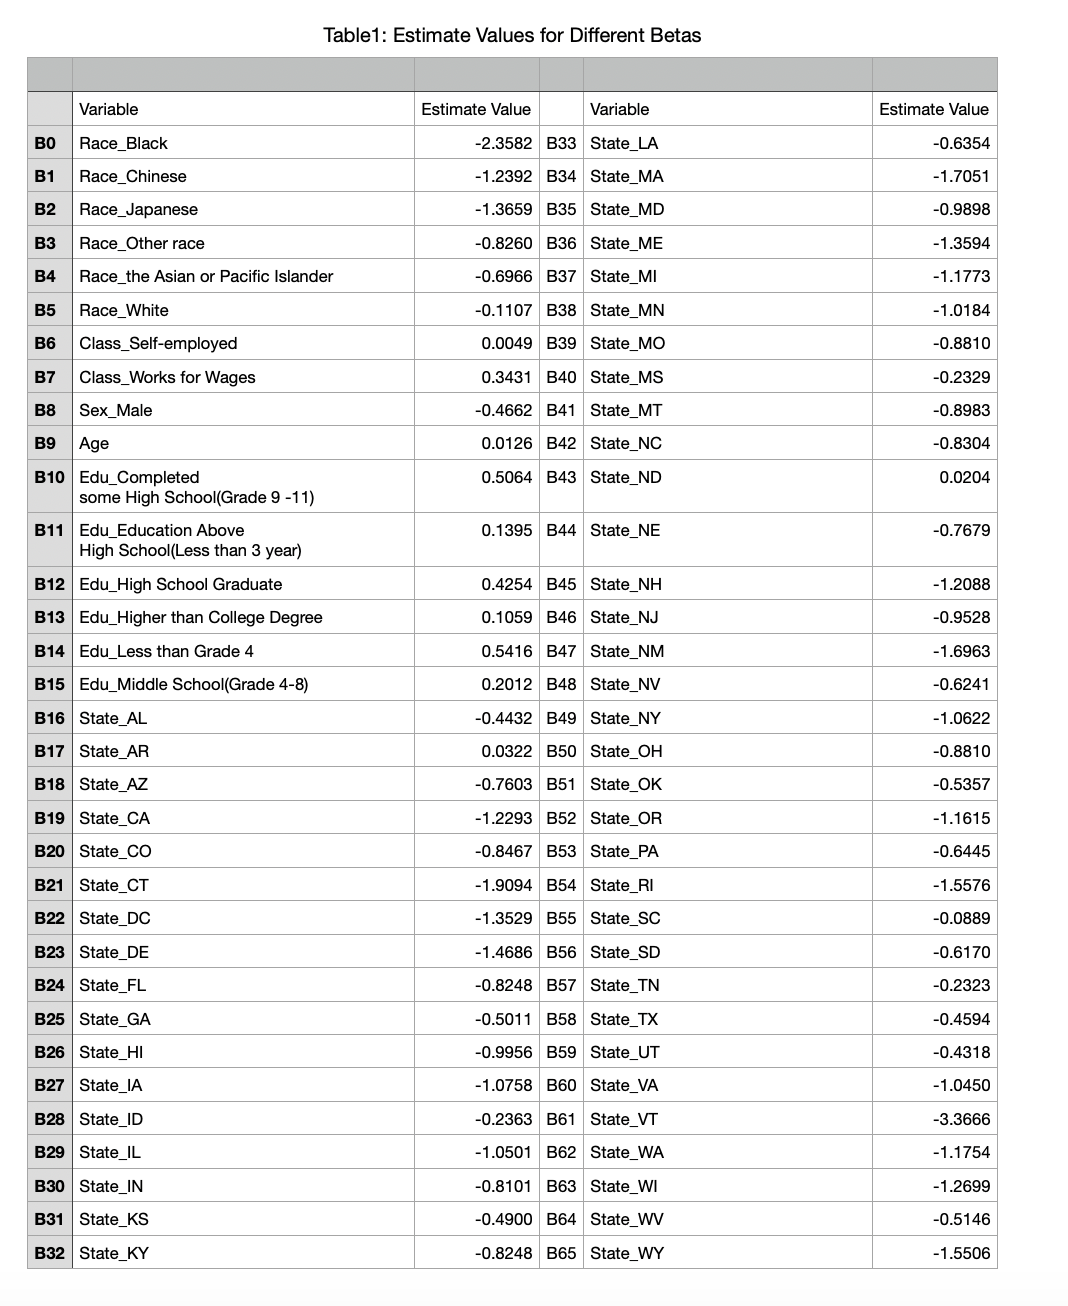 Table1: Estimate Values for Different Betas
Variable Estimate Value Variable Estimate Value
B0 Race_Black -2.3582 B33 State_LA -0.6354
B1 Race_Chinese -1.2392 B34 State_MA -1.7051
B2 Race_Japanese -1.3659 B35 State_MD -0.9898
B3 Race_Other race -0.8260 B36 State_ME -1.3594
B4 Race_the Asian or Pacific Islander -0.6966 B37 State_MI -1.1773
B5 Race_White -0.1107 B38 State_MN -1.0184
B6 Class_Self-employed 0.0049 B39 State_MO -0.8810
B7 Class_Works for Wages 0.3431 B40 State_MS -0.2329
B8 Sex_Male -0.4662 B41 State_MT -0.8983
B9 Age 0.0126 B42 State_NC -0.8304
B10 Edu_Completed 0.5064 B43 State_ND 0.0204
some High School(Grade 9 -11)
B11 Edu_Education Above 0.1395 B44 State_NE -0.7679
High School(Less than 3 year)
B12 Edu_High School Graduate 0.4254 B45 State_NH -1.2088
B13 Edu_Higher than College Degree 0.1059 B46 State_NJ -0.9528
B14 Edu_Less than Grade 4 0.5416 B47 State_NM -1.6963
B15 Edu_Middle School(Grade 4-8) 0.2012 B48 State_NV -0.6241
B16 State_AL -0.4432 B49 State_NY -1.0622
B17 State_AR 0.0322 B50 State_OH -0.8810
B18 State_AZ -0.7603 B51 State_OK -0.5357
B19 State_CA -1.2293 B52 State_OR -1.1615
B20 State_CO -0.8467 B53 State_PA -0.6445
B21 State_CT -1.9094 B54 State_RI -1.5576
B22 State_DC -1.3529 B55 State_SC -0.0889
B23 State_DE -1.4686 B56 State_SD -0.6170
B24 State_FL -0.8248 B57 State_TN -0.2323
B25 State_GA -0.5011 B58 State_TX -0.4594
B26 State_HI -0.9956 B59 State_UT -0.4318
B27 State_IA -1.0758 B60 State_VA -1.0450
B28 State_ID -0.2363 B61 State_VT -3.3666
B29 State_IL -1.0501 B62 State_WA -1.1754
B30 State_IN -0.8101 B63 State_WI -1.2699
B31 State_KS -0.4900 B64 State_WV -0.5146
B32 State_KY -0.8248 B65 State_WY -1.5506